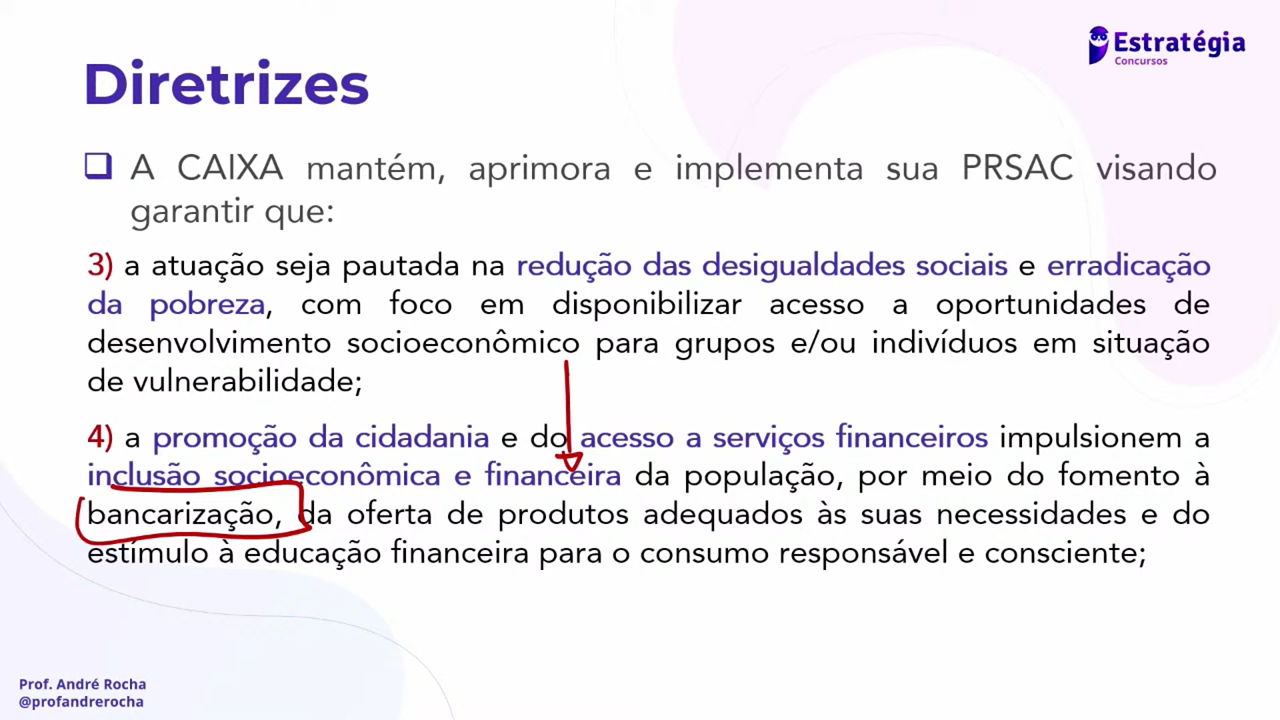 Estratégia
Concursos
Diretrizes
A CAIXA mantém, aprimora e implementa sua PRSAC visando
garantir que:
3) a atuação seja pautada na redução das desigualdades sociais e erradicação
da pobreza, com foco em disponibilizar acesso a oportunidades de
desenvolvimento socioeconômico para grupos e/ou indivíduos em situação
de vulnerabilidade;
4) a promoção da cidadania e do acesso a serviços financeiros impulsionem a
inclusão socioeconômica e financeira da população, por meio do fomento à
bancarização, da oferta de produtos adequados às suas necessidades e do
estímulo à educação financeira para o consumo responsável e consciente;
Prof. André Rocha
@profandrerocha